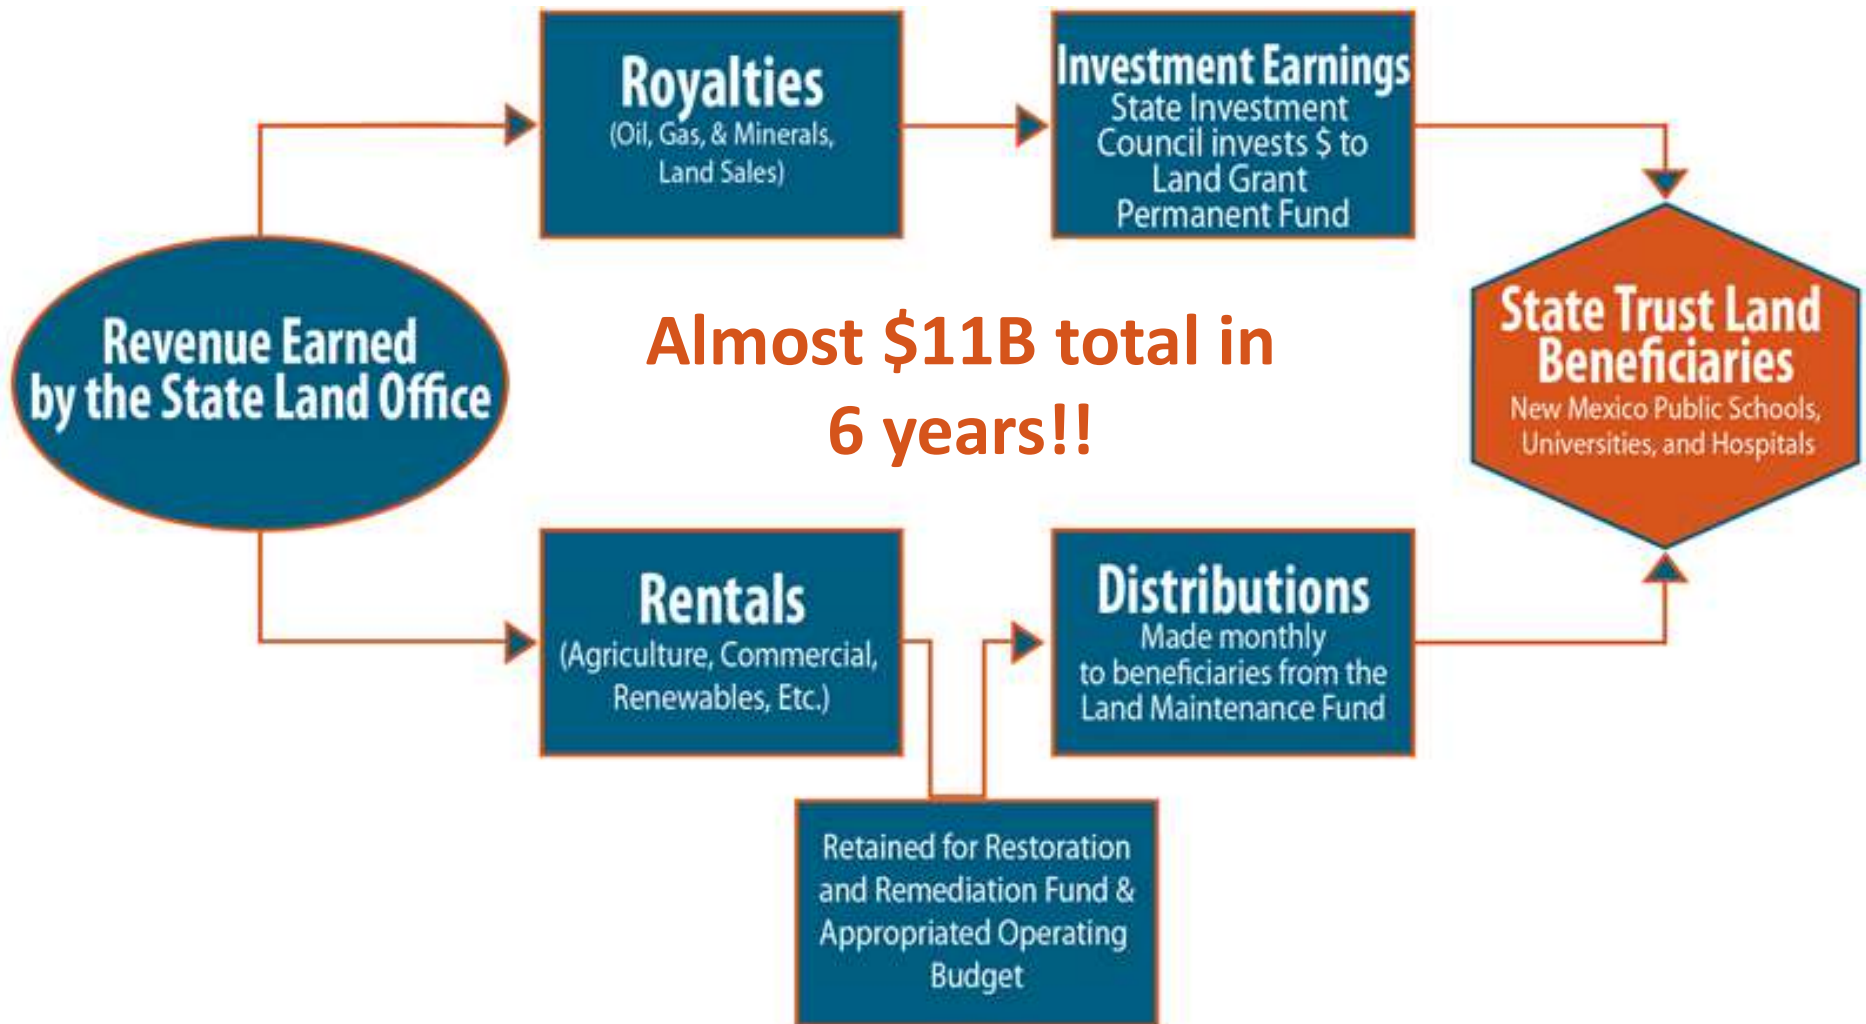 Royalties
(Oil, Gas, & Minerals,
Land Sales)
Investment Earnings
State Investment
Council invests $ to
Land Grant
Permanent Fund
Revenue Earned
by the State Land Office
Almost $11B total in
6 years!!
State Trust Land
Beneficiaries
New Mexico Public Schools,
Universities, and Hospitals
Rentals
(Agriculture, Commercial,
Renewables, Etc.)
Distributions
Made monthly
to beneficiaries from the
Land Maintenance Fund
Retained for Restoration
and Remediation Fund &
Appropriated Operating
Budget